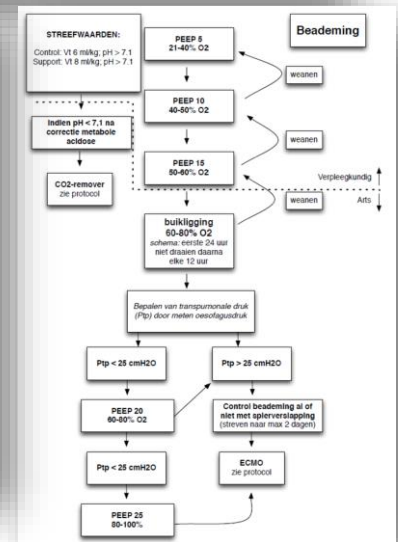 Beademing
STREEFWAARDEN:
Control: Vt 6 ml/kg; pH > 7.1
Support: Vt 8 ml/kg; pH > 7.1
PEEP 5
21-40% O2
weanen
PEEP 10
40-50% O2
Indien pH < 7,1 na
correctie metabole
acidose
weanen
PEEP 15
50-60% O2
CO2-remover
zie protocol
Verpleegkundig
weanen
Arts
buikligging
60-80% O2
schema: eerste 24 uur
niet draaien daarna
elke 12 uur
Bepalen van transpumonale druk
(Ptp) door meten oesofagusdruk
Ptp < 25 cmH2O
Ptp > 25 cmH2O
PEEP 20
60-80% O2
Control beademing al of
niet met spierverslapping
(streven naar max 2 dagen)
Ptp < 25 cmH2O
ECMO
zie protocol
PEEP 25
80-100%